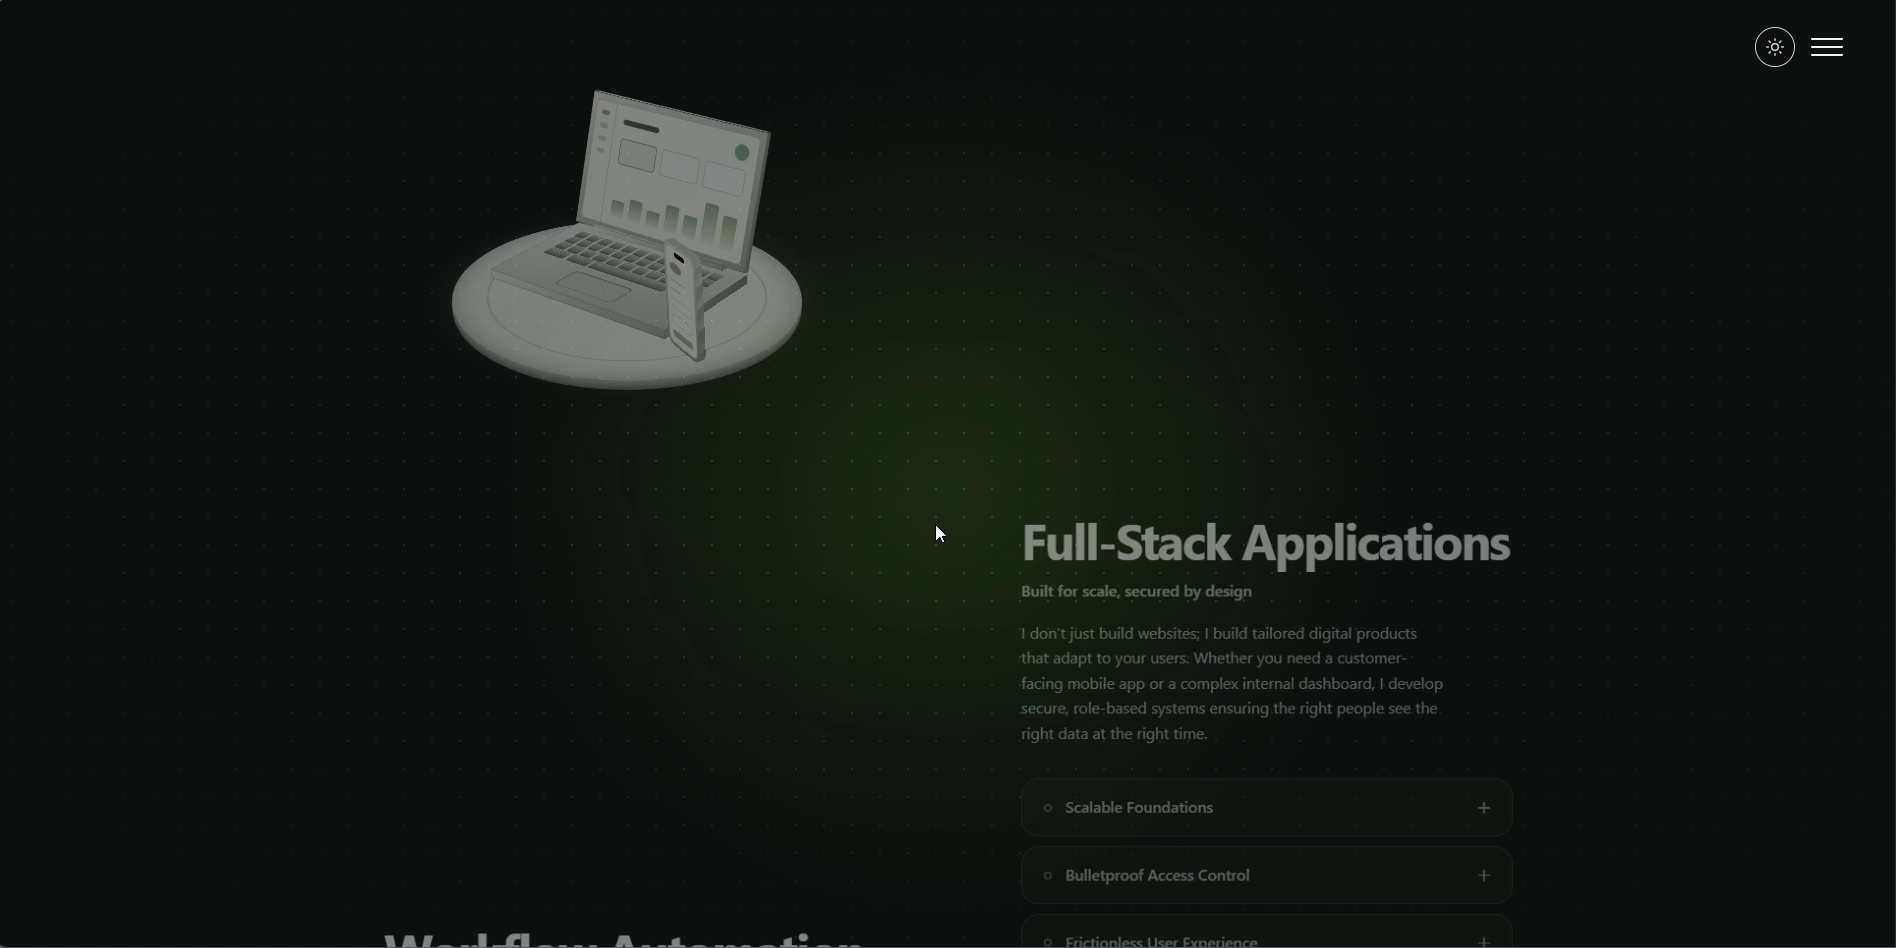 Full-Stack Applications
Built for scale, secured by design
I don't just build websites; I build tailored digital products
that adapt to your users. Whether you need a customer-
facing mobile app or a complex internal dashboard, I develop
secure, role-based systems ensuring the right people see the
right data at the right time.
Scalable Foundations
Bulletproof Access Control
Frictionless User Experience
Workflow Automation